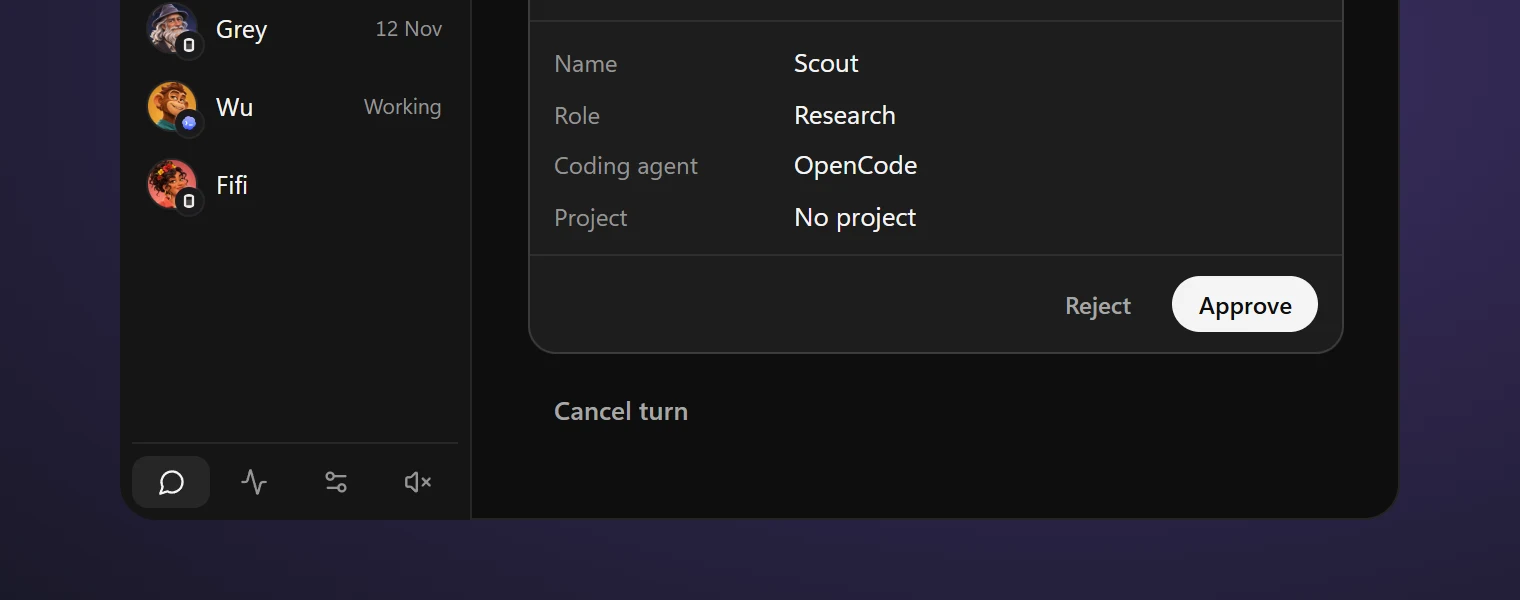 Grey 12 Nov
Wu Working
Fifi
Name Scout
Role Research
Coding agent OpenCode
Project No project
Reject Approve
Cancel turn